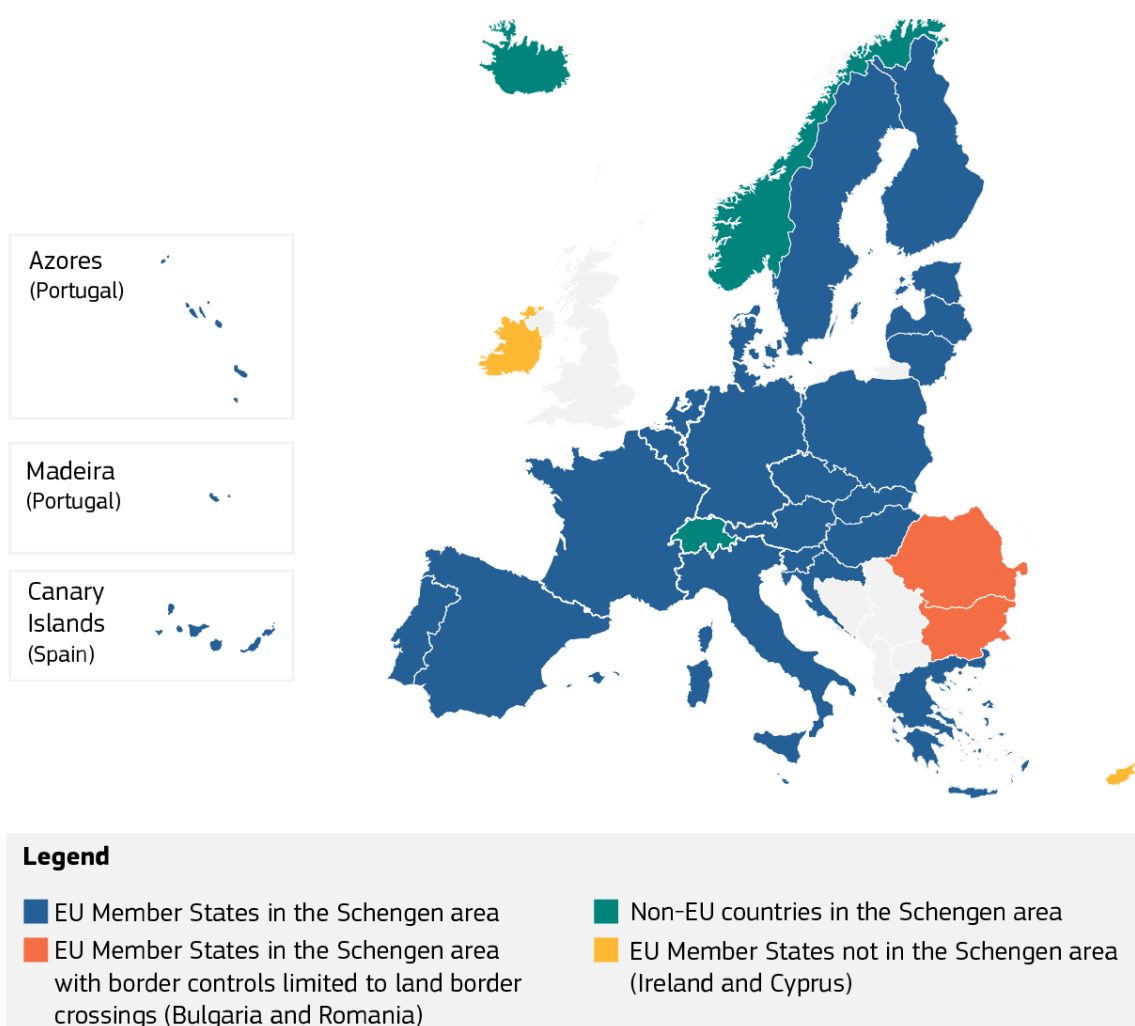 Azores
(Portugal)
Madeira
(Portugal)
Canary
Islands
(Spain)
Legend
EU Member States in the Schengen area
EU Member States in the Schengen area
with border controls limited to land border
crossings (Bulgaria and Romania)
Non-EU countries in the Schengen area
EU Member States not in the Schengen area
(Ireland and Cyprus)